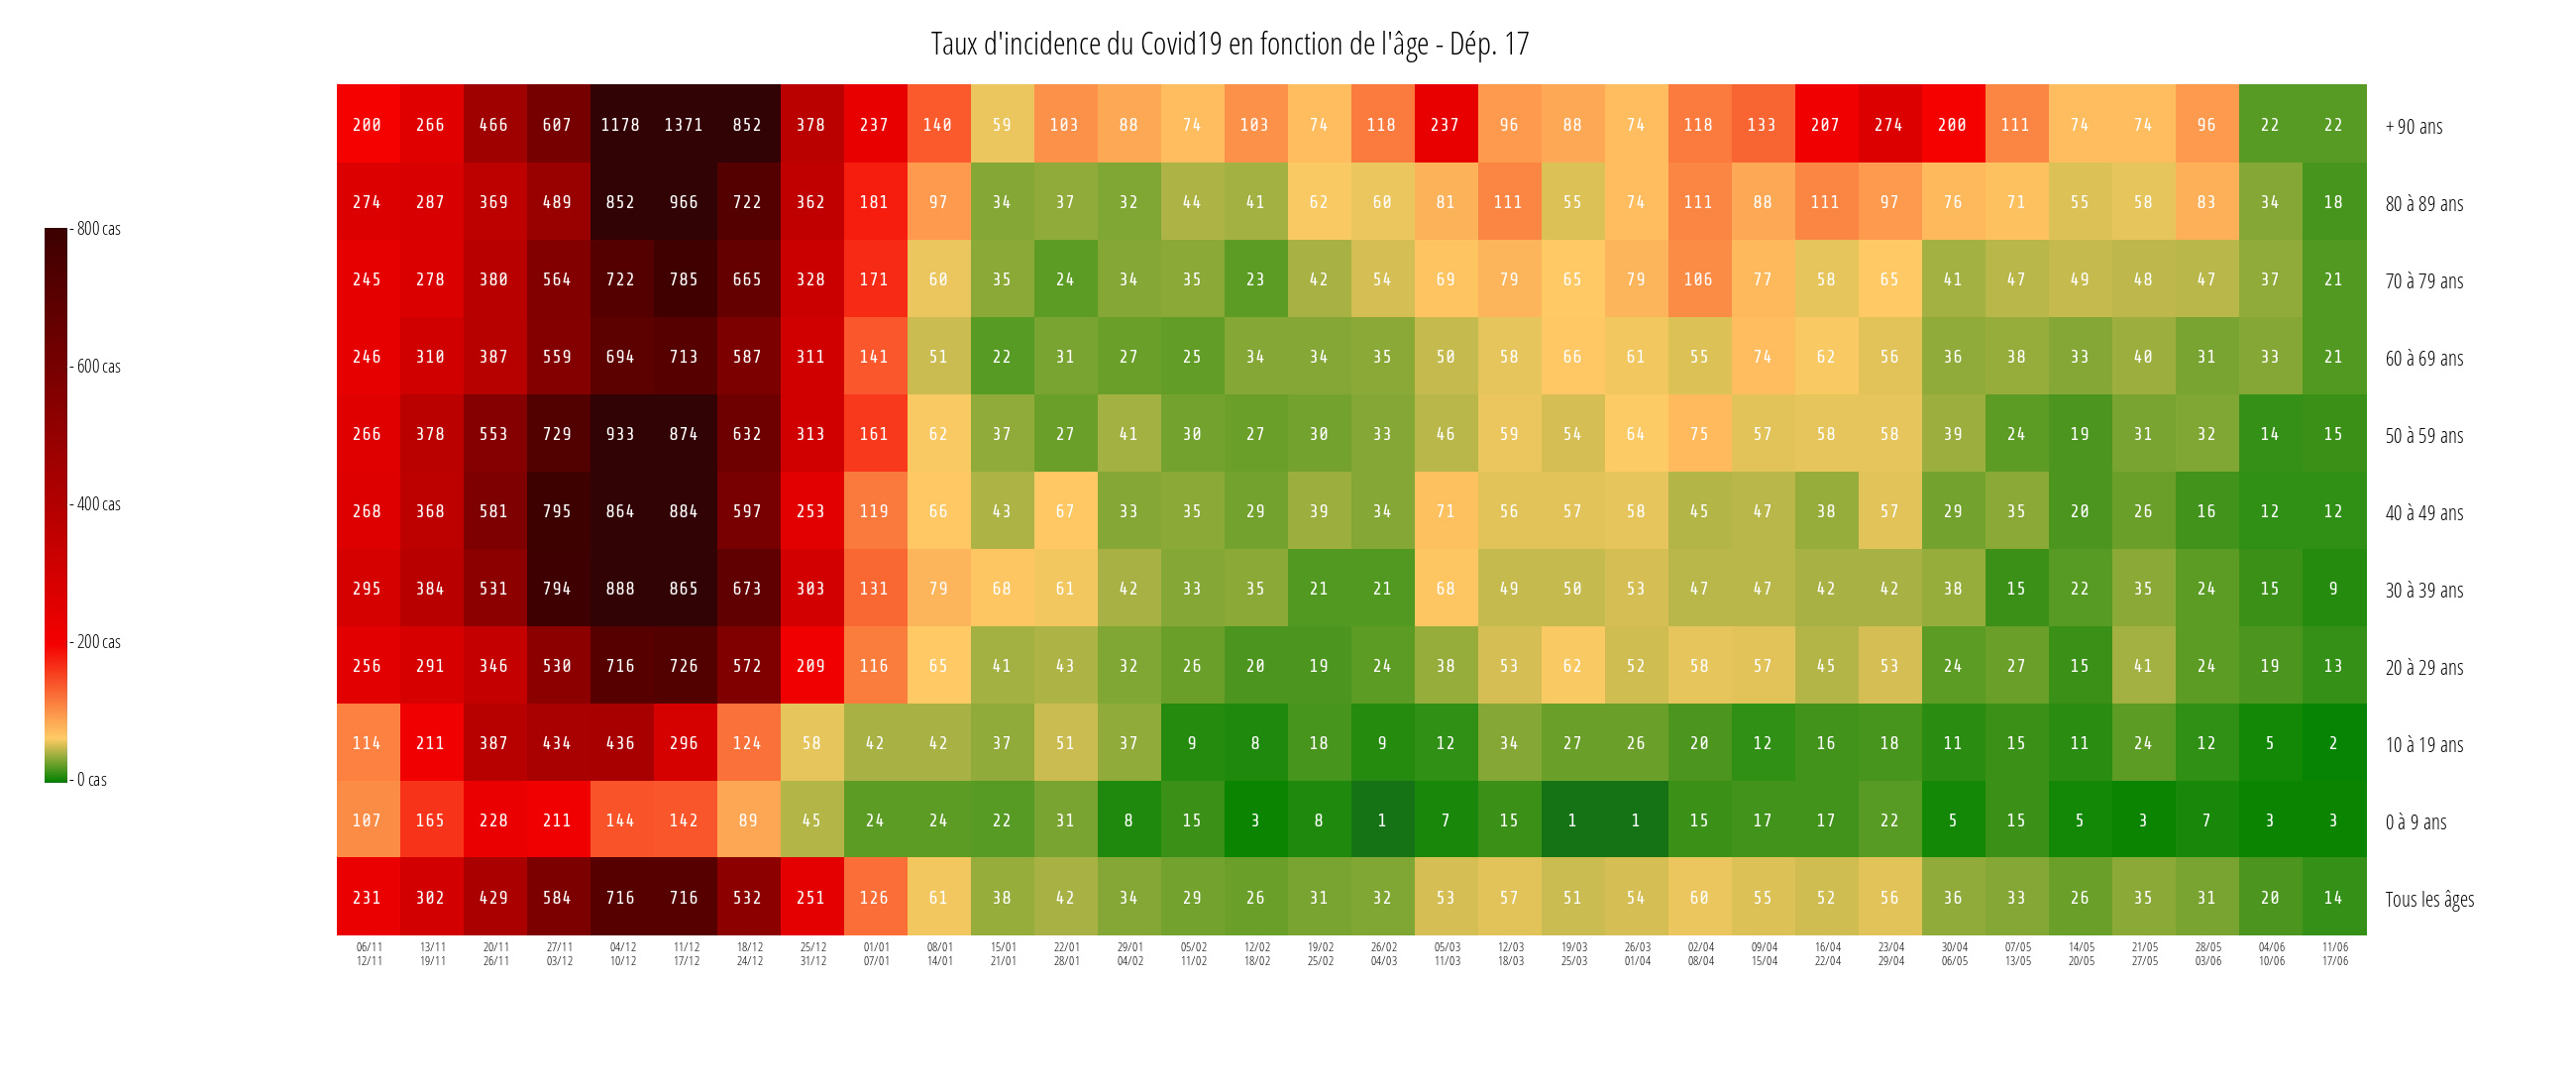 Taux d'incidence du Covid19 en fonction de l'âge - Dép. 17
- 800 cas
- 600 cas
- 400 cas
- 200 cas
- 0 cas
200 266 466 607 1178 1371 852 378 237 140 59 103 88 74 103 74 118 237 96 88 74 118 133 207 274 200 111 74 74 96 22 22 + 90 ans
274 287 369 489 852 966 722 362 181 97 34 37 32 44 41 62 60 81 111 55 74 111 88 111 97 76 71 55 58 83 34 18 80 à 89 ans
245 278 380 564 722 785 665 328 171 60 35 24 34 35 23 42 54 69 79 65 79 106 77 58 65 41 47 49 48 47 37 21 70 à 79 ans
246 310 387 559 694 713 587 311 141 51 22 31 27 25 34 34 35 50 58 66 61 55 74 62 56 36 38 33 40 31 33 21 60 à 69 ans
266 378 553 729 933 874 632 313 161 62 37 27 41 30 27 30 33 46 59 54 64 75 57 58 58 39 24 19 31 32 14 15 50 à 59 ans
268 368 581 795 864 884 597 253 119 66 43 67 33 35 29 39 34 71 56 57 58 45 47 38 57 29 35 20 26 16 12 12 40 à 49 ans
295 384 531 794 888 865 673 303 131 79 68 61 42 33 35 21 21 68 49 50 53 47 47 42 42 38 15 22 35 24 15 9 30 à 39 ans
256 291 346 530 716 726 572 209 116 65 41 43 32 26 20 19 24 38 53 62 52 58 57 45 53 24 27 15 41 24 19 13 20 à 29 ans
114 211 387 434 436 296 124 58 42 42 37 51 37 9 8 18 9 12 34 27 26 20 12 16 18 11 15 11 24 12 5 2 10 à 19 ans
107 165 228 211 144 142 89 45 24 24 22 31 8 15 3 8 1 7 15 1 1 15 17 17 22 5 15 5 3 7 3 3 0 à 9 ans
231 302 429 584 716 716 532 251 126 61 38 42 34 29 26 31 32 53 57 51 54 60 55 52 56 36 33 26 35 31 20 14 Tous les âges
06/11 13/11 20/11 27/11 04/12 11/12 18/12 25/12 01/01 08/01 15/01 22/01 29/01 05/02 12/02 19/02 26/02 05/03 12/03 19/03 26/03 02/04 09/04 16/04 23/04 30/04 07/05 14/05 21/05 28/05 04/06 11/06
12/11 19/11 26/11 03/12 10/12 17/12 24/12 31/12 07/01 14/01 21/01 28/01 04/02 11/02 18/02 25/02 04/03 11/03 18/03 25/03 01/04 08/04 15/04 22/04 29/04 06/05 13/05 20/05 27/05 03/06 10/06 17/06